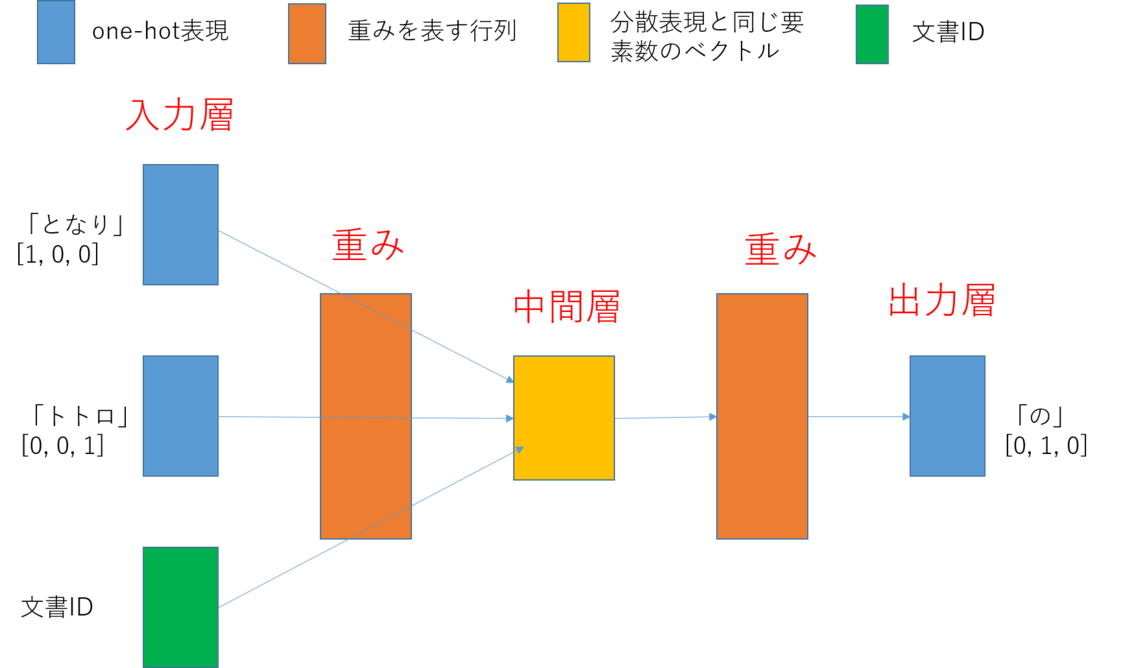 one-hot表現
重みを表す行列
分散表現と同じ要
素数のベクトル
文書ID
入力層
「となり」
[1, 0, 0]
重み
重み
中間層
出力層
「トトロ」
[0, 0, 1]
「の」
[0, 1, 0]
文書ID